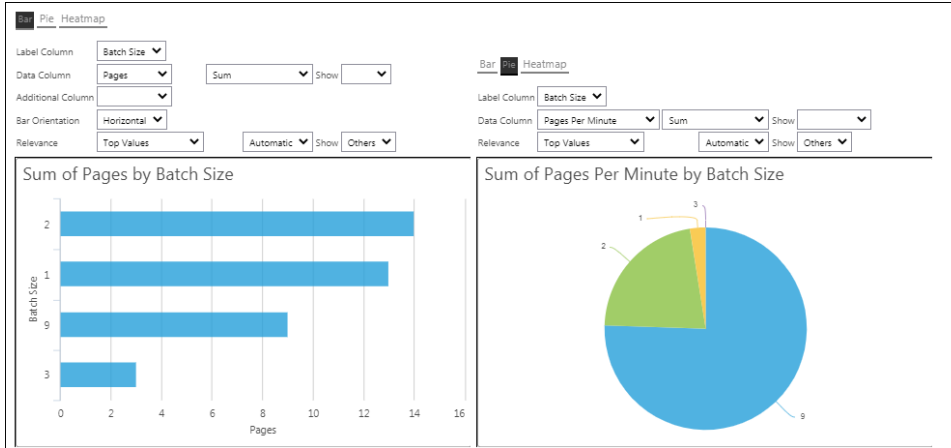 Bar Pie Heatmap
Label Column Batch Size
Data Column Pages Sum Show
Additional Column
Bar Orientation Horizontal
Relevance Top Values Automatic Show Others
Sum of Pages by Batch Size
Batch Size
2
1
9
3
0 2 4 6 8 10 12 14 16
Pages
Bar Pie Heatmap
Label Column Batch Size
Data Column Pages Per Minute Sum Show
Relevance Top Values Automatic Show Others
Sum of Pages Per Minute by Batch Size
3
1
2
9